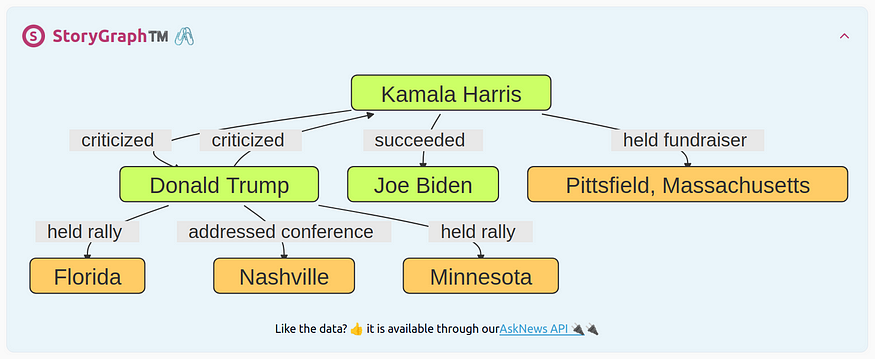 StoryGraph™
Kamala Harris
criticized criticized succeeded held fundraiser
Donald Trump Joe Biden Pittsfield, Massachusetts
held rally addressed conference held rally
Florida Nashville Minnesota
Like the data? 👍 it is available through ourAskNews API 🔌🔌